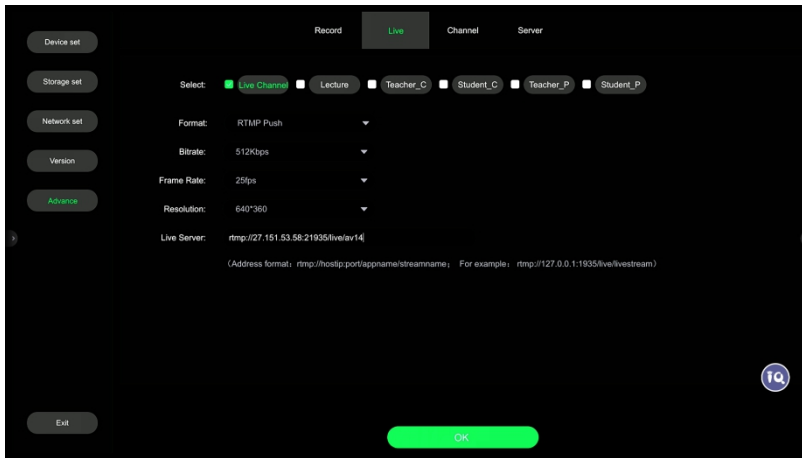 Record Live Channel Server
Device set
Storage set
Network set
Version
Advance
Exit
Select: Live Channel Lecture Teacher_C Student_C Teacher_P Student_P
Format: RTMP Push
Bitrate: 512Kbps
Frame Rate: 25fps
Resolution: 640*360
Live Server: rtmp://27.151.53.58:21935/live/av14
（Address format：rtmp://hostip:port/appname/streamname； For example：rtmp://127.0.0.1:1935/live/livestream）
iQ
OK